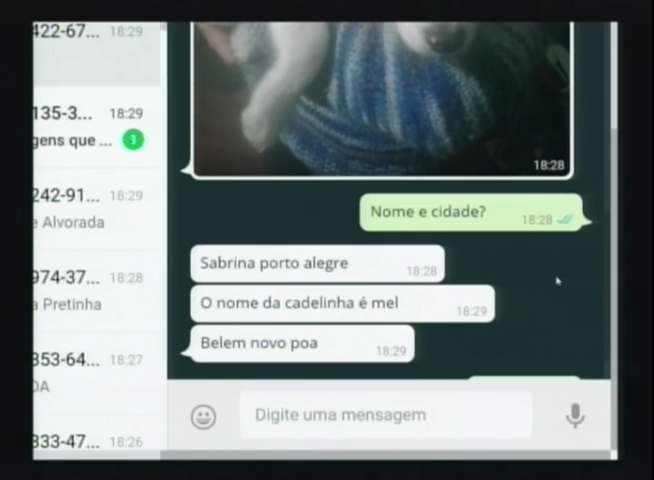 422-67... 18:29
135-3... 18:29
gens que ... 3
242-91... 18:29
e Alvorada
974-37... 18:28
a Pretinha
353-64... 18:27
OA
333-47... 18:26
18:28
Nome e cidade? 18:28
Sabrina porto alegre 18:28
O nome da cadelinha é mel 18:29
Belem novo poa 18:29
Digite uma mensagem